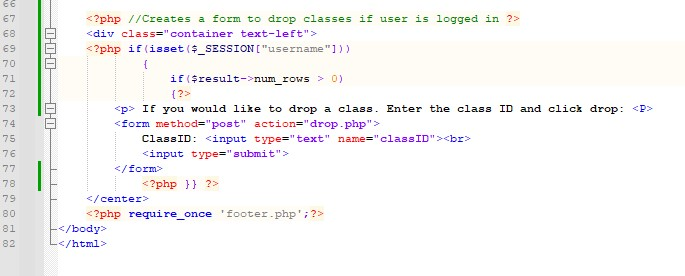 66
67 <?php //Creates a form to drop classes if user is logged in ?>
68 <div class="container text-left">
69 <?php if(isset($_SESSION["username"]))
70 {
71 if($result->num_rows > 0)
72 {?>
73 <p> If you would like to drop a class. Enter the class ID and click drop: <P>
74 <form method="post" action="drop.php">
75 ClassID: <input type="text" name="classID"><br>
76 <input type="submit">
77 </form>
78 <?php }} ?>
79 </center>
80 <?php require_once 'footer.php';?>
81 </body>
82 </html>